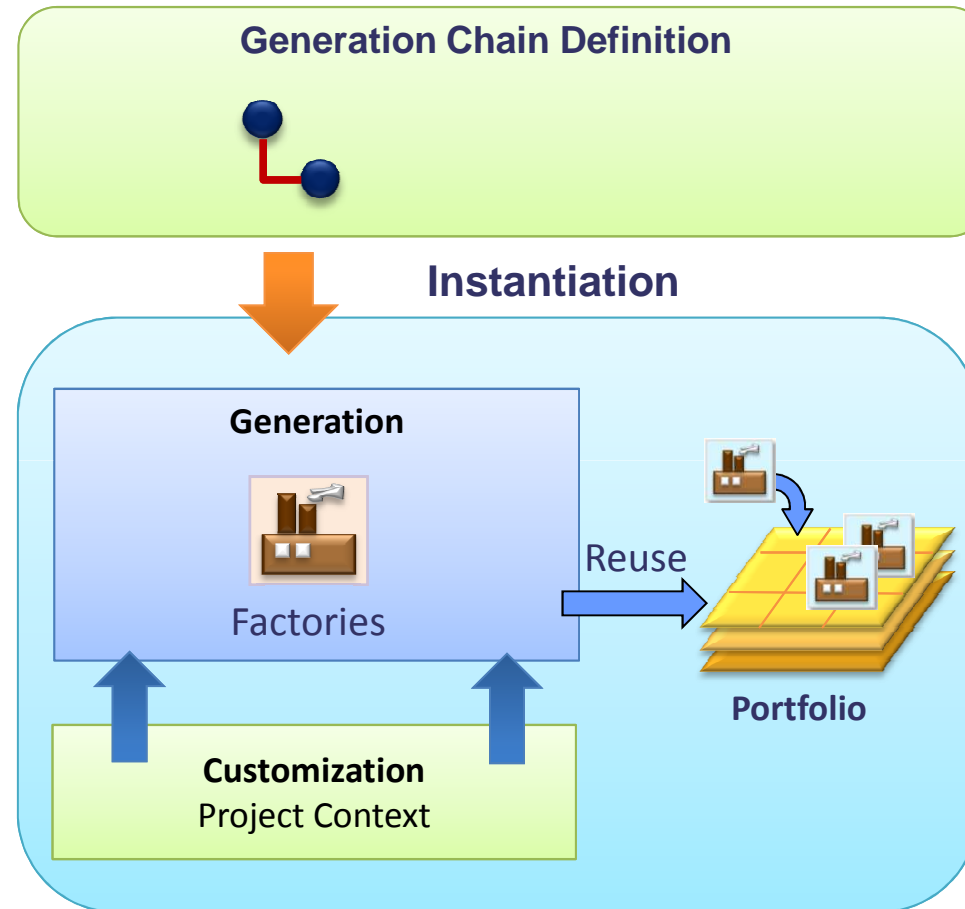 Generation Chain Definition
Instantiation
Generation
Factories
Reuse
Portfolio
Customization
Project Context